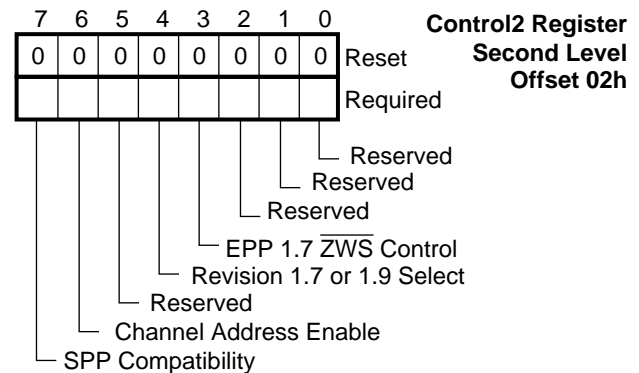 7 6 5 4 3 2 1 0
Control2 Register
Second Level
Offset 02h
0 0 0 0 0 0 0 0 Reset
Required
Reserved
Reserved
Reserved
EPP 1.7 Z̅W̅S̅ Control
Revision 1.7 or 1.9 Select
Reserved
Channel Address Enable
SPP Compatibility